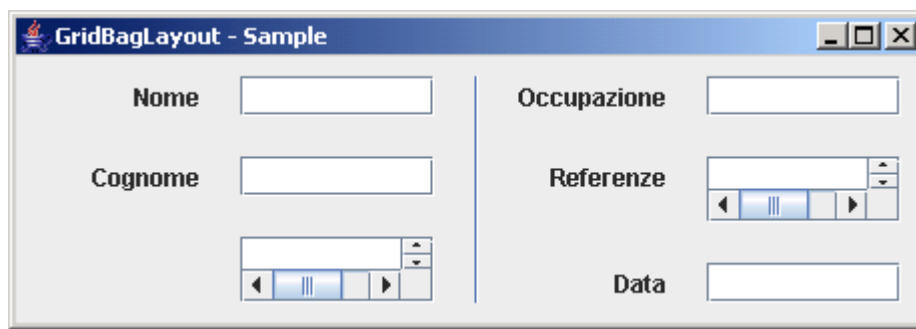 GridBagLayout - Sample
Nome
Occupazione
Cognome
Referenze
Data